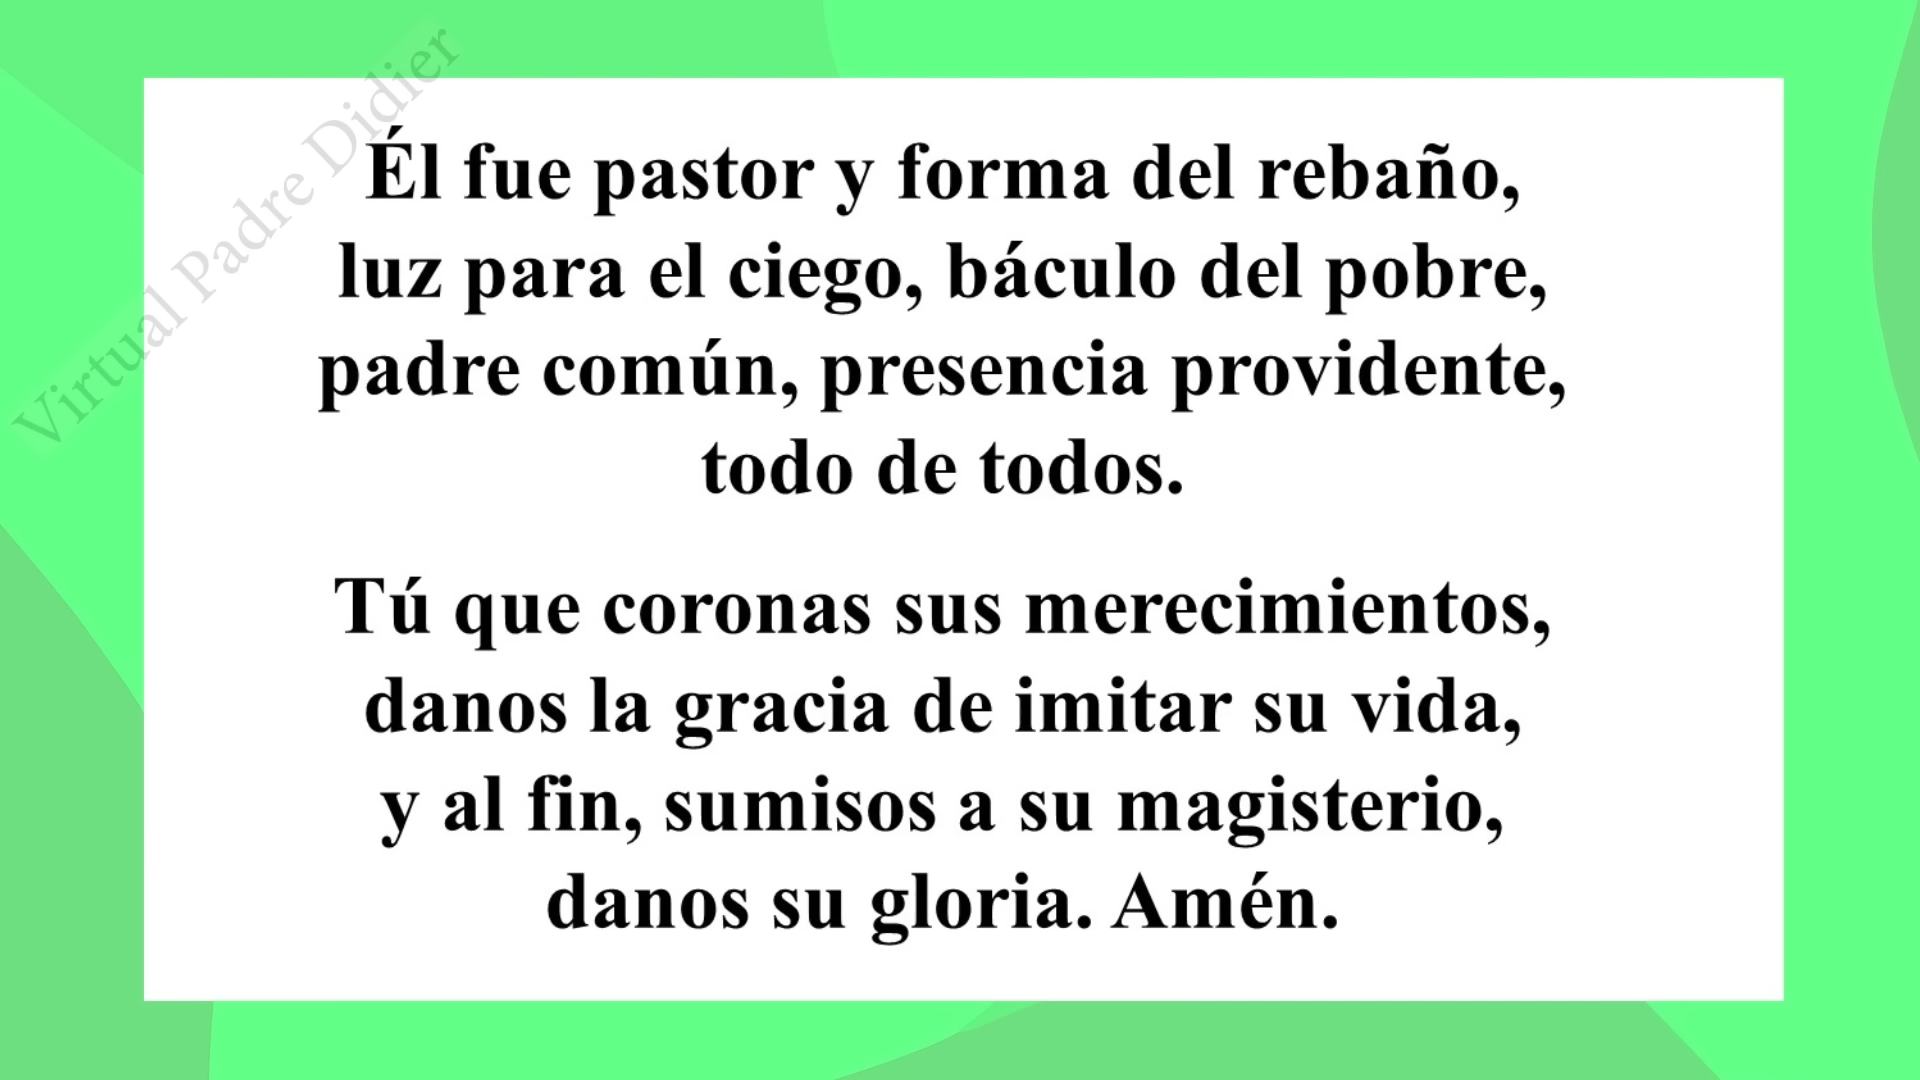 Virtual Padre Didier
Él fue pastor y forma del rebaño,
luz para el ciego, báculo del pobre,
padre común, presencia providente,
todo de todos.
Tú que coronas sus merecimientos,
danos la gracia de imitar su vida,
y al fin, sumisos a su magisterio,
danos su gloria. Amén.